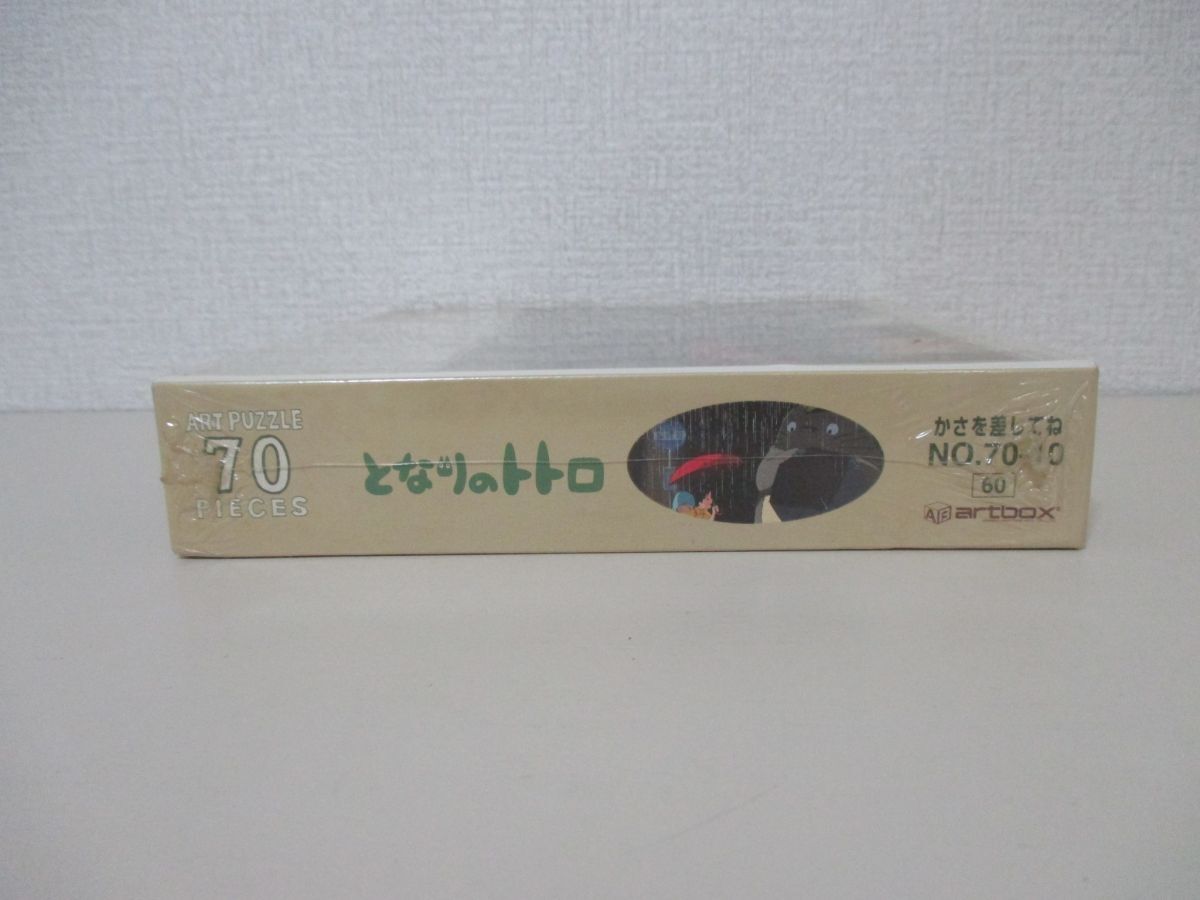 ART PUZZLE
70
PIECES
となりのトトロ
かさを差してね
NO.70-10
60
artbox